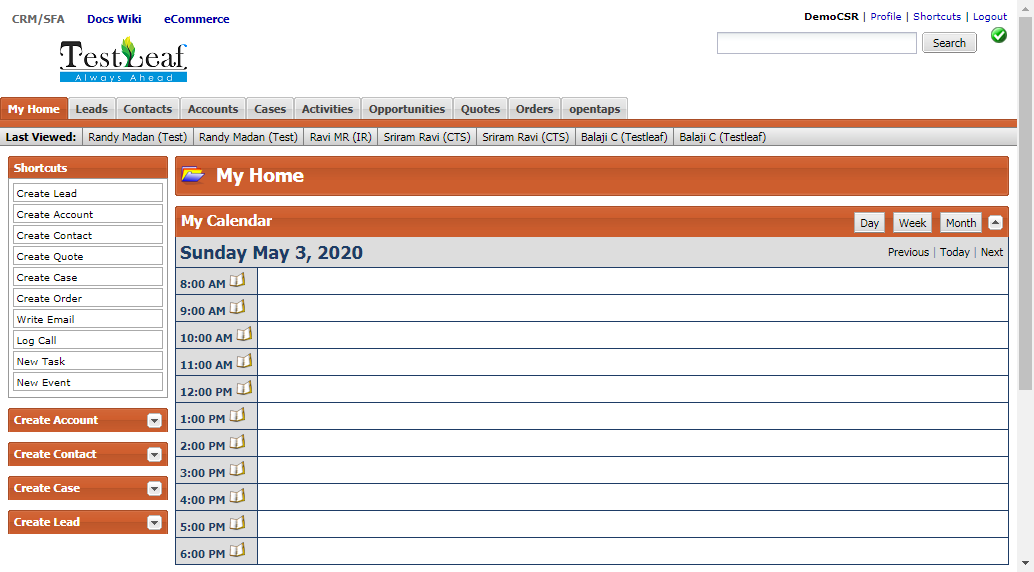 CRM/SFA Docs Wiki eCommerce
DemoCSR | Profile | Shortcuts | Logout
TestLeaf
Always Ahead
Search
My Home Leads Contacts Accounts Cases Activities Opportunities Quotes Orders opentaps
Last Viewed: Randy Madan (Test) Randy Madan (Test) Ravi MR (IR) Sriram Ravi (CTS) Sriram Ravi (CTS) Balaji C (Testleaf) Balaji C (Testleaf)
Shortcuts
Create Lead
Create Account
Create Contact
Create Quote
Create Case
Create Order
Write Email
Log Call
New Task
New Event
Create Account
Create Contact
Create Case
Create Lead
My Home
My Calendar Day Week Month
Sunday May 3, 2020 Previous | Today | Next
8:00 AM
9:00 AM
10:00 AM
11:00 AM
12:00 PM
1:00 PM
2:00 PM
3:00 PM
4:00 PM
5:00 PM
6:00 PM